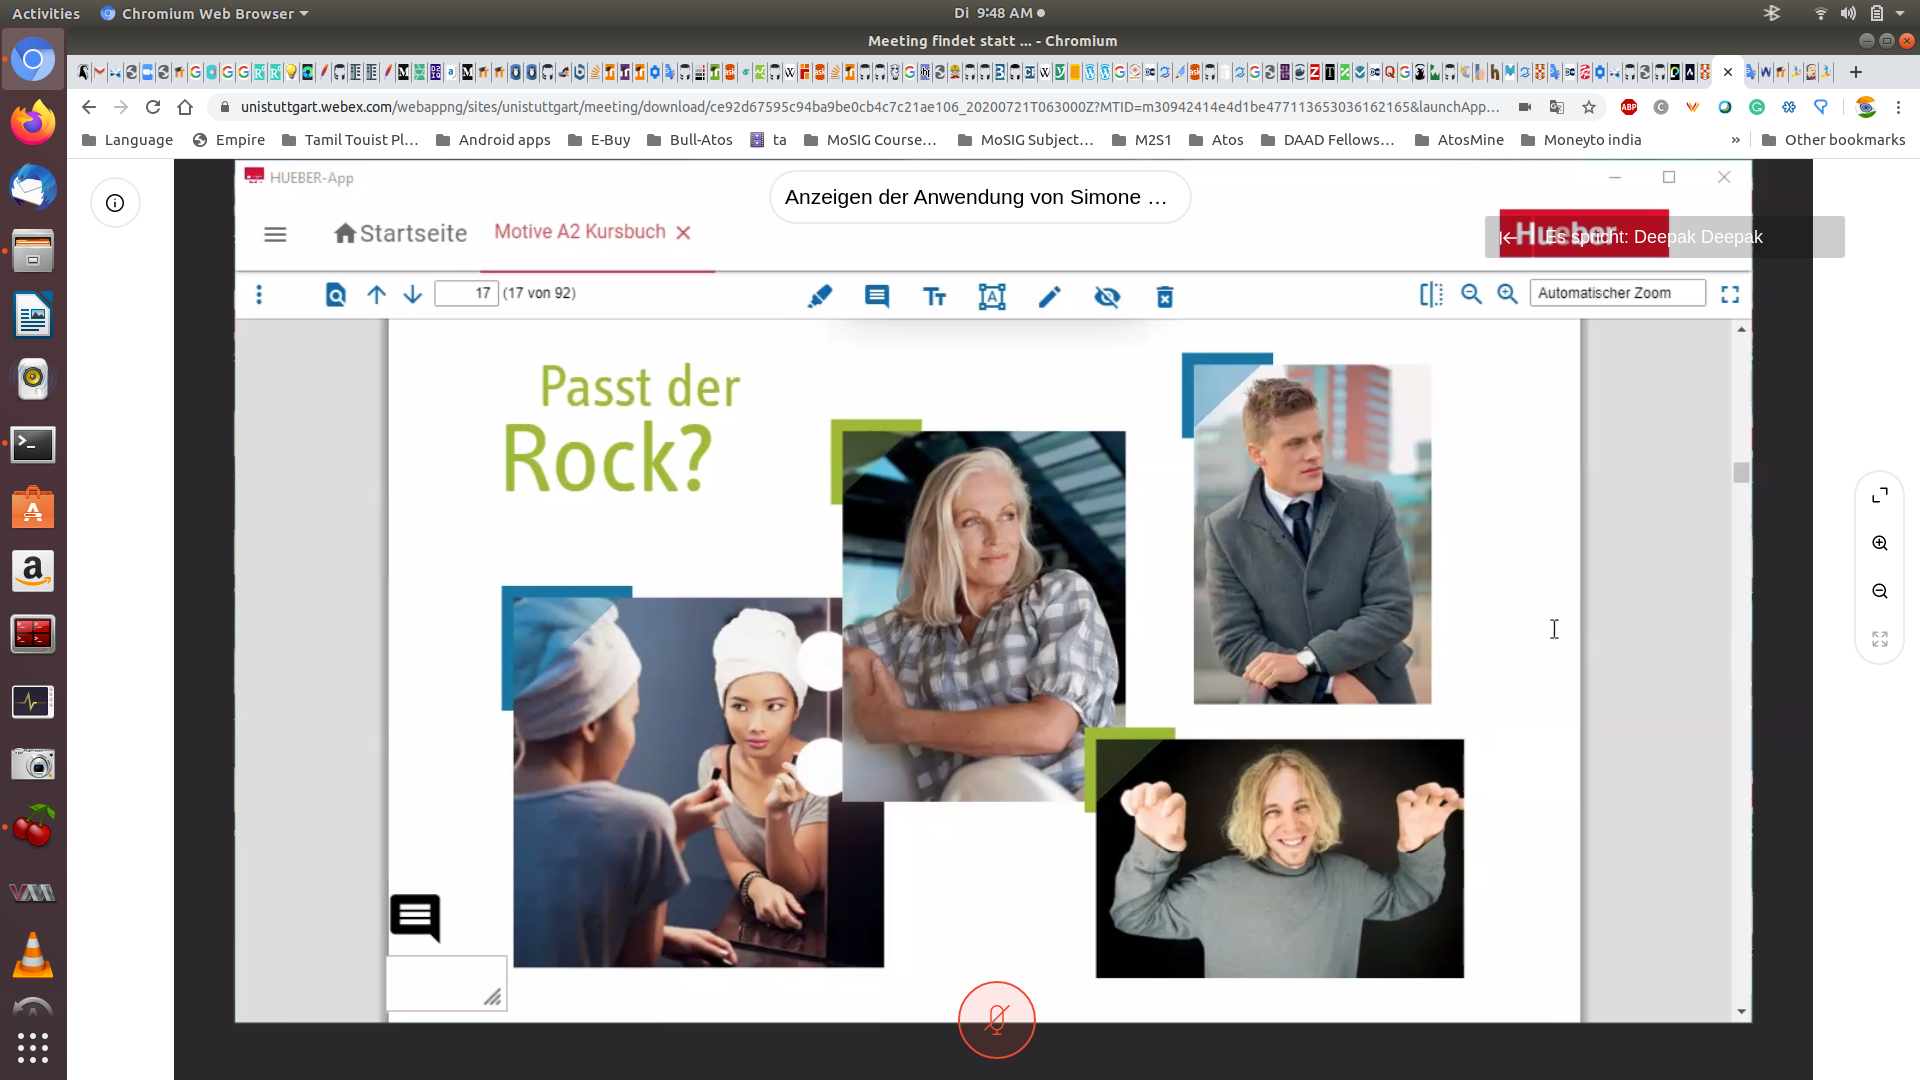 Activities
Chromium Web Browser
Di 9:48 AM
Meeting findet statt ... - Chromium
unistuttgart.webex.com/webappng/sites/unistuttgart/meeting/download/ce92d67595c94ba9be0cb4c7c21ae106_20200721T063000Z?MTID=m30942414e4d1be477113653036162165&launchApp...
ABP
Language
Empire
Tamil Touist Pl...
Android apps
E-Buy
Bull-Atos
ta
MoSIG Course...
MoSIG Subject...
M2S1
Atos
DAAD Fellows...
AtosMine
Moneyto india
»
Other bookmarks
HUEBER-App
Anzeigen der Anwendung von Simone ...
Startseite
Motive A2 Kursbuch
Hueber
Es spricht: Deepak Deepak
17
(17 von 92)
Automatischer Zoom
Passt der
Rock?